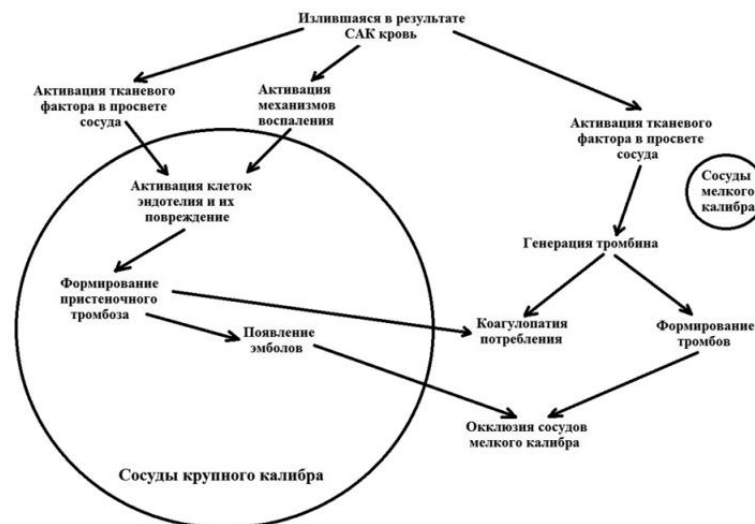 Излившаяся в результате
САК кровь
Активация тканевого
фактора в просвете
сосуда
Активация
механизмов
воспаления
Активация тканевого
фактора в просвете
сосуда
Сосуды
мелкого
калибра
Активация клеток
эндотелия и их
повреждение
Генерация тромбина
Формирование
пристеночного
тромбоза
Появление
эмболов
Коагулопатия
потребления
Формирование
тромбов
Окклюзия сосудов
мелкого калибра
Сосуды крупного калибра